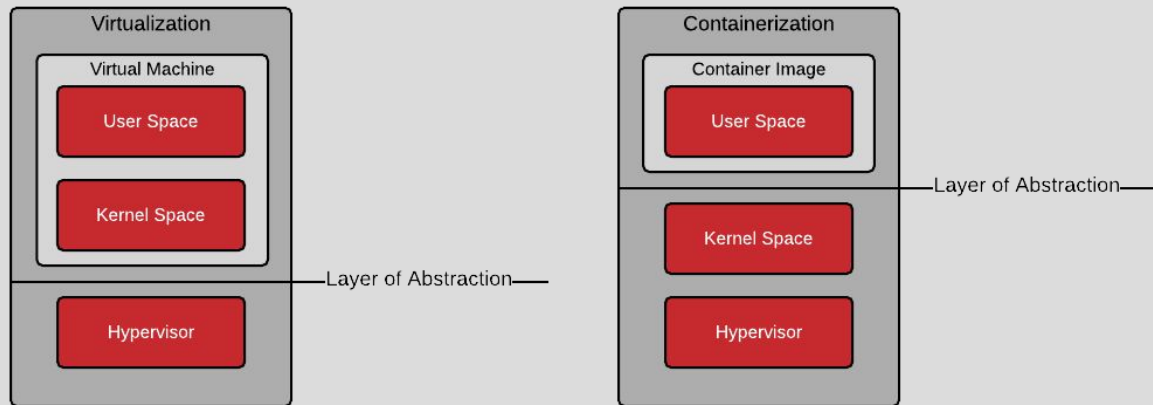 Virtualization
Virtual Machine
User Space
Kernel Space
Layer of Abstraction
Hypervisor
Containerization
Container Image
User Space
Layer of Abstraction
Kernel Space
Hypervisor